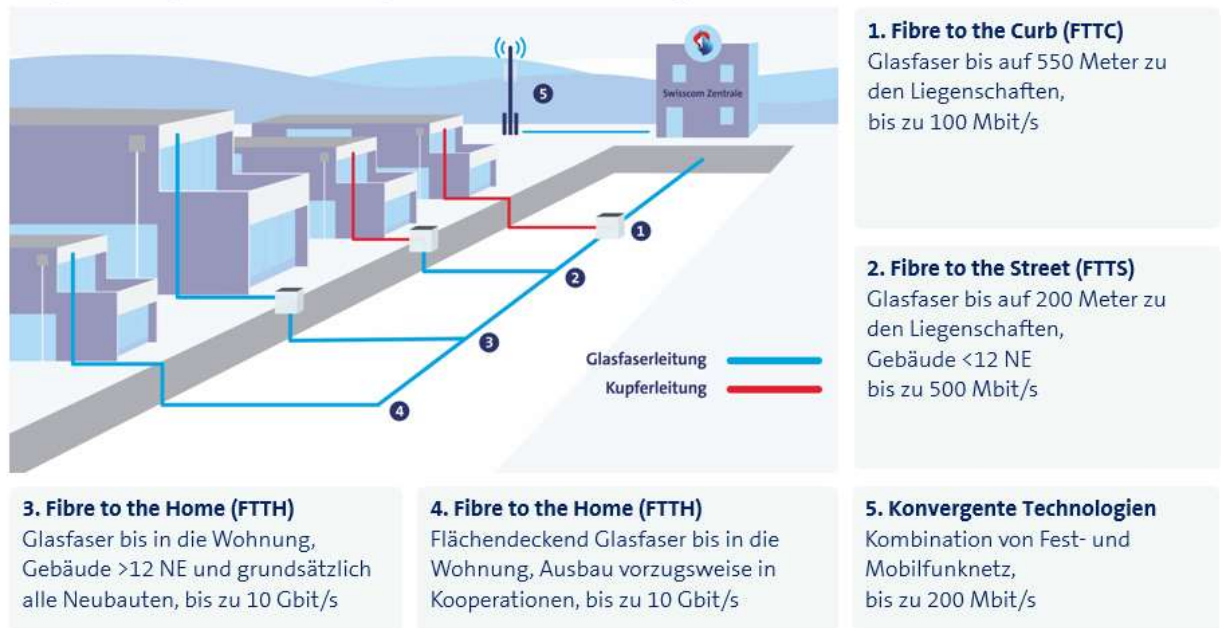 Swisscom Zentrale
5
1
2
3
4
Glasfaserleitung
Kupferleitung
1. Fibre to the Curb (FTTC)
Glasfaser bis auf 550 Meter zu
den Liegenschaften,
bis zu 100 Mbit/s
2. Fibre to the Street (FTTS)
Glasfaser bis auf 200 Meter zu
den Liegenschaften,
Gebäude <12 NE
bis zu 500 Mbit/s
3. Fibre to the Home (FTTH)
Glasfaser bis in die Wohnung,
Gebäude >12 NE und grundsätzlich
alle Neubauten, bis zu 10 Gbit/s
4. Fibre to the Home (FTTH)
Flächendeckend Glasfaser bis in die
Wohnung, Ausbau vorzugsweise in
Kooperationen, bis zu 10 Gbit/s
5. Konvergente Technologien
Kombination von Fest- und
Mobilfunknetz,
bis zu 200 Mbit/s